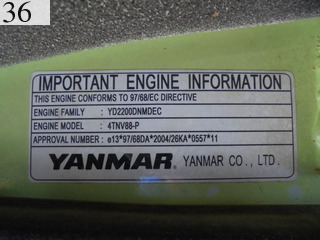 36
IMPORTANT ENGINE INFORMATION
THIS ENGINE CONFORMS TO 97/68/EC DIRECTIVE
ENGINE FAMILY : YD2200DNMDEC
ENGINE MODEL : 4TNV88-P
APPROVAL NUMBER : e13*97/68DA*2004/26KA*0557*11
YANMAR YANMAR CO., LTD.